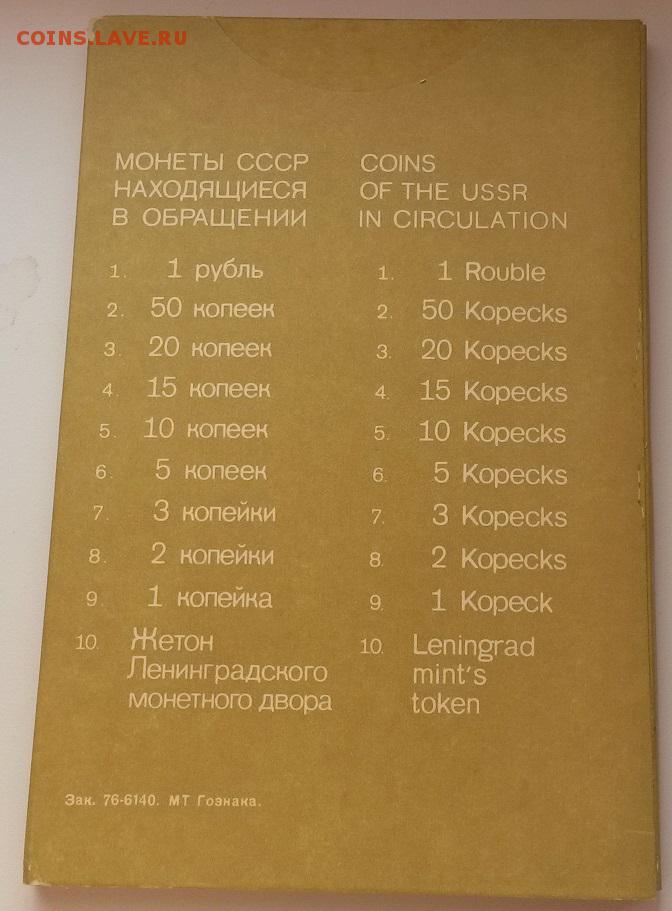 COINS.LAVE.RU
МОНЕТЫ СССР
НАХОДЯЩИЕСЯ
В ОБРАЩЕНИИ
1. 1 рубль
2. 50 копеек
3. 20 копеек
4. 15 копеек
5. 10 копеек
6. 5 копеек
7. 3 копейки
8. 2 копейки
9. 1 копейка
10. Жетон
Ленинградского
монетного двора
COINS
OF THE USSR
IN CIRCULATION
1. 1 Rouble
2. 50 Kopecks
3. 20 Kopecks
4. 15 Kopecks
5. 10 Kopecks
6. 5 Kopecks
7. 3 Kopecks
8. 2 Kopecks
9. 1 Kopeck
10. Leningrad
mint's
token
Зак. 76-6140. МТ Гознака.